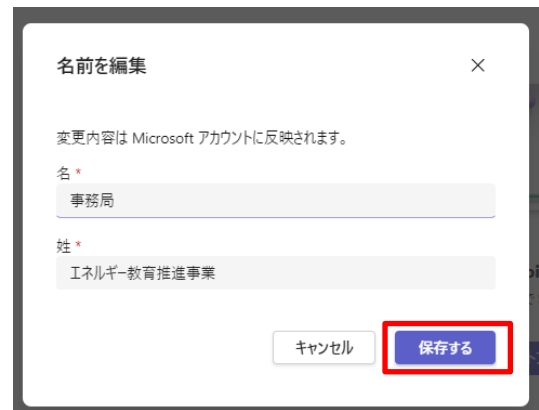 名前を編集
変更内容は Microsoft アカウントに反映されます。
名 *
事務局
姓 *
エネルギー教育推進事業
キャンセル
保存する